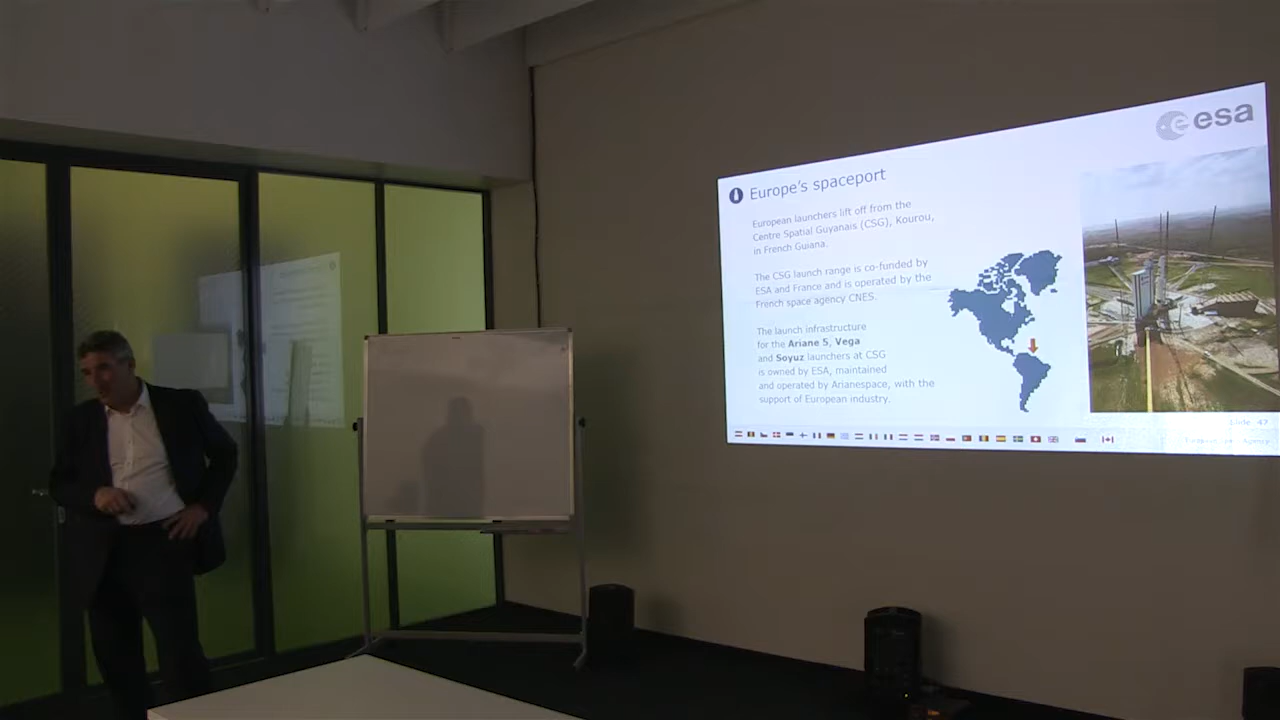 esa
Europe's spaceport
European launchers lift off from the
Centre Spatial Guyanais (CSG), Kourou,
in French Guiana.
The CSG launch range is co-funded by
ESA and France and is operated by the
French space agency CNES.
The launch infrastructure
for the Ariane 5, Vega
and Soyuz launchers at CSG
is owned by ESA, maintained
and operated by Arianespace, with the
support of European industry.
Slide 47
Agency